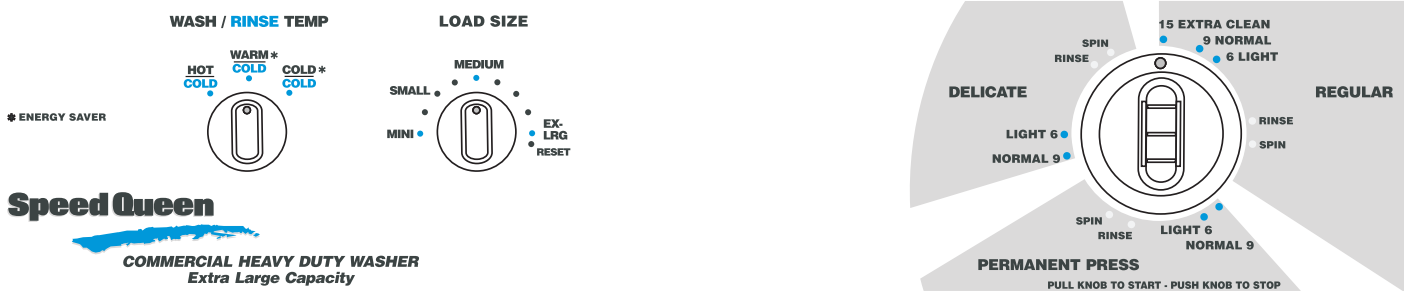 WASH / RINSE TEMP
HOT
COLD
WARM*
COLD
COLD*
COLD
* ENERGY SAVER
LOAD SIZE
MINI
SMALL
MEDIUM
EX-
LRG
RESET
Speed Queen
COMMERCIAL HEAVY DUTY WASHER
Extra Large Capacity
15 EXTRA CLEAN
9 NORMAL
6 LIGHT
REGULAR
RINSE
SPIN
SPIN
RINSE
DELICATE
LIGHT 6
NORMAL 9
SPIN
RINSE
LIGHT 6
NORMAL 9
PERMANENT PRESS
PULL KNOB TO START - PUSH KNOB TO STOP